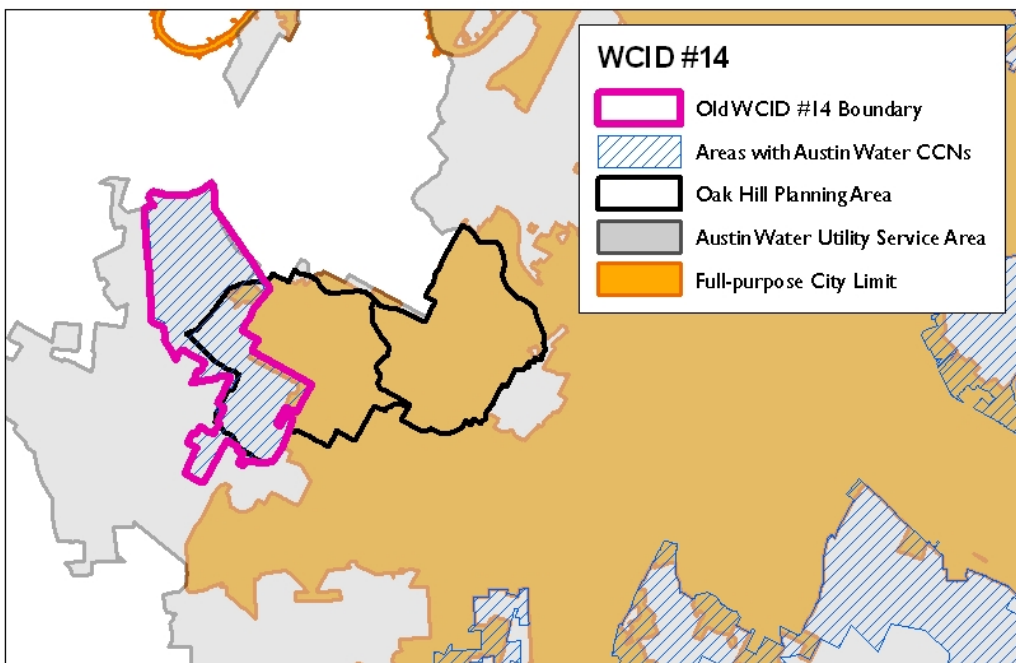 WCID #14
Old WCID #14 Boundary
Areas with Austin Water CCNs
Oak Hill Planning Area
Austin Water Utility Service Area
Full-purpose City Limit